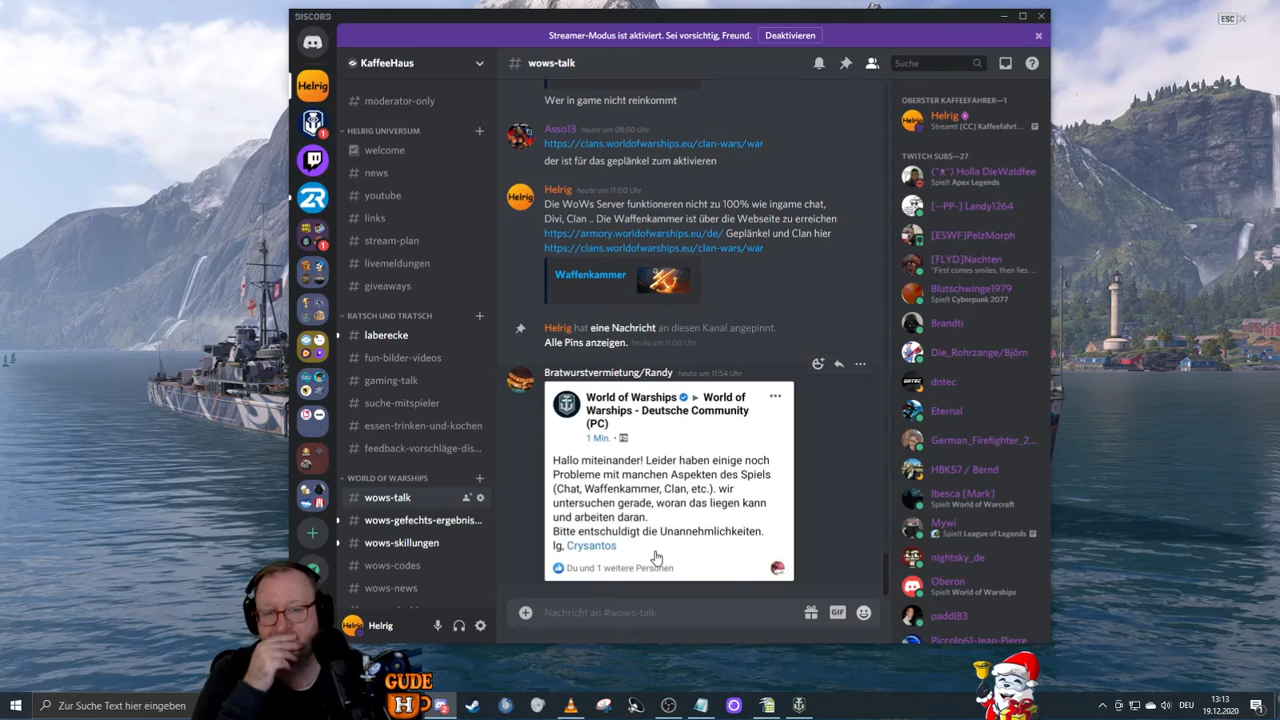 DISCORD
ESC
Streamer-Modus ist aktiviert. Sei vorsichtig, Freund.
Deaktivieren
KaffeeHaus
moderator-only
HELRIG UNIVERSUM
welcome
news
youtube
links
stream-plan
livemeldungen
giveaways
RATSCH UND TRATSCH
laberecke
fun-bilder-videos
gaming-talk
suche-mitspieler
essen-trinken-und-kochen
feedback-vorschläge-dis...
WORLD OF WARSHIPS
wows-talk
wows-gefechts-ergebnis...
wows-skillungen
wows-codes
wows-news
Helrig
Helrig
# wows-talk
Suche
Wer in game nicht reinkommt
Asso13 heute um 08:50 Uhr
https://clans.worldofwarships.eu/clan-wars/war
der ist für das geplänkel zum aktivieren
Helrig
Helrig heute um 11:00 Uhr
Die WoWs Server funktioneren nicht zu 100% wie ingame chat,
Divi, Clan .. Die Waffenkammer ist über die Webseite zu erreichen
https://armory.worldofwarships.eu/de/ Geplänkel und Clan hier
https://clans.worldofwarships.eu/clan-wars/war
Waffenkammer
Helrig hat eine Nachricht an diesen Kanal angepinnt.
Alle Pins anzeigen. heute um 11:00 Uhr
Bratwurstvermietung/Randy heute um 11:54 Uhr
World of Warships ▸ World of
Warships - Deutsche Community
(PC)
1 Min.
Hallo miteinander! Leider haben einige noch
Probleme mit manchen Aspekten des Spiels
(Chat, Waffenkammer, Clan, etc.). wir
untersuchen gerade, woran das liegen kann
und arbeiten daran.
Bitte entschuldigt die Unannehmlichkeiten.
lg, Crysantos
Du und 1 weitere Personen
Nachricht an #wows-talk
GIF
OBERSTER KAFFEEFAHRER—1
Helrig
Streamt [CC] Kaffeefahrt ...
TWITCH SUBS—27
Holla DieWaldfee
Spielt Apex Legends
[--PP-] Landy1264
[ESWF]PelzMorph
[FLYD]Nachten
"First comes smiles, then lies. ...
Blutschwinge1979
Spielt Cyberpunk 2077
Brandti
Die_Rohrzange/Björn
dntec
Eternal
German_Firefighter_2...
HBK57 / Bernd
Ibesca [Mark]
Spielt World of Warcraft
Mywi
Spielt League of Legends
nightsky_de
Oberon
Spielt World of Warships
paddl83
Piccolo61-Jean-Pierre
GUDE
H
Zur Suche Text hier eingeben
DEU
13:13
19.12.2020